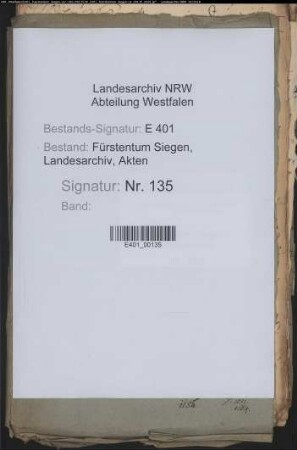 Landesarchiv NRW
Abteilung Westfalen
Bestands-Signatur: E 401
Bestand: Fürstentum Siegen,
Landesarchiv, Akten
Signatur: Nr. 135
Band:
E401_00135